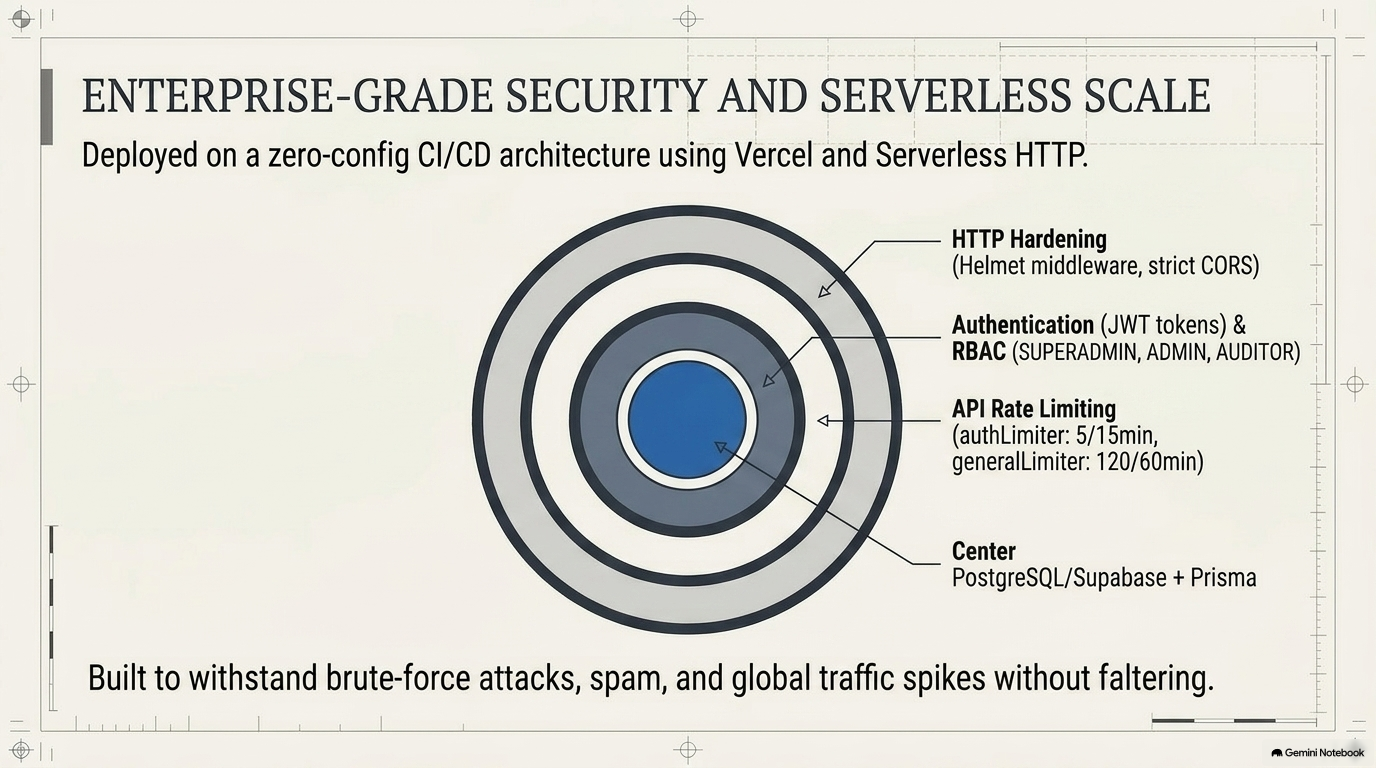 ENTERPRISE-GRADE SECURITY AND SERVERLESS SCALE
Deployed on a zero-config CI/CD architecture using Vercel and Serverless HTTP.
HTTP Hardening
(Helmet middleware, strict CORS)
Authentication (JWT tokens) &
RBAC (SUPERADMIN, ADMIN, AUDITOR)
API Rate Limiting
(authLimiter: 5/15min,
generalLimiter: 120/60min)
Center
PostgreSQL/Supabase + Prisma
Built to withstand brute-force attacks, spam, and global traffic spikes without faltering.
Gemini Notebook